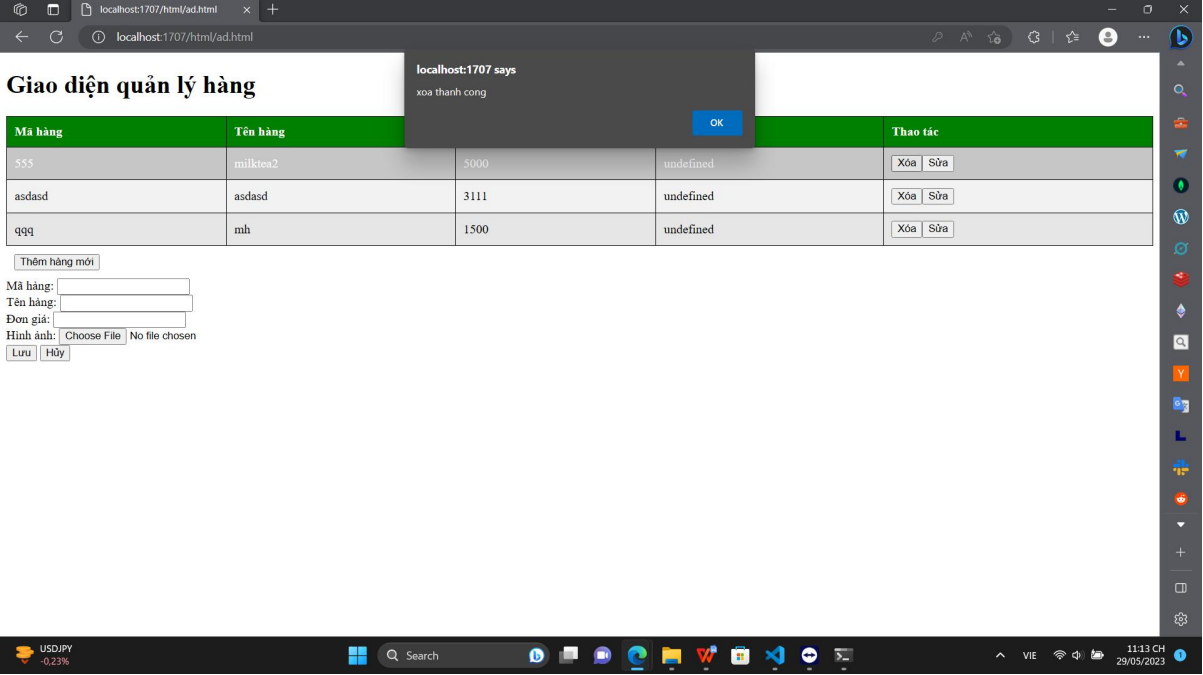 localhost:1707/html/ad.html
localhost:1707/html/ad.html
localhost:1707 says
xoa thanh cong
OK
Giao diện quản lý hàng
Mã hàng Tên hàng Thao tác
555 milktea2 5000 undefined Xóa Sửa
asdasd asdasd 3111 undefined Xóa Sửa
qqq mh 1500 undefined Xóa Sửa
Thêm hàng mới
Mã hàng:
Tên hàng:
Đơn giá:
Hình ảnh: Choose File No file chosen
Lưu Hủy
USDJPY
-0,23%
Search
VIE
11:13 CH
29/05/2023
1